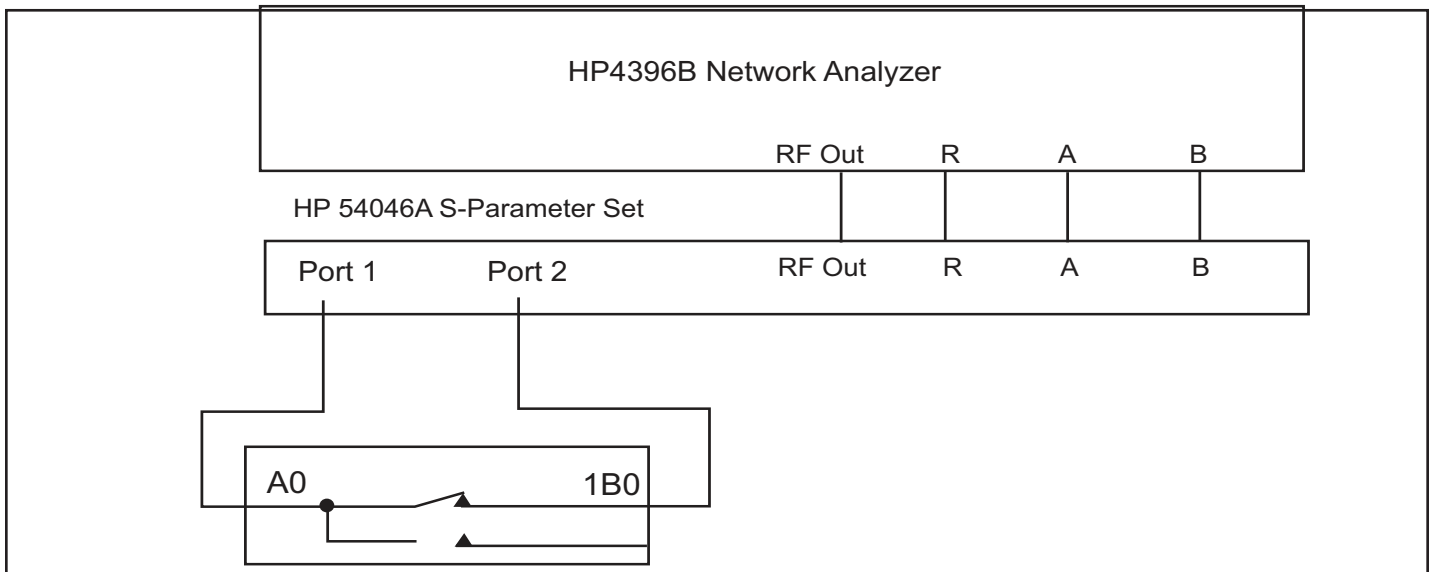 HP4396B Network Analyzer
RF Out R A B
HP 54046A S-Parameter Set
Port 1 Port 2 RF Out R A B
A0 1B0